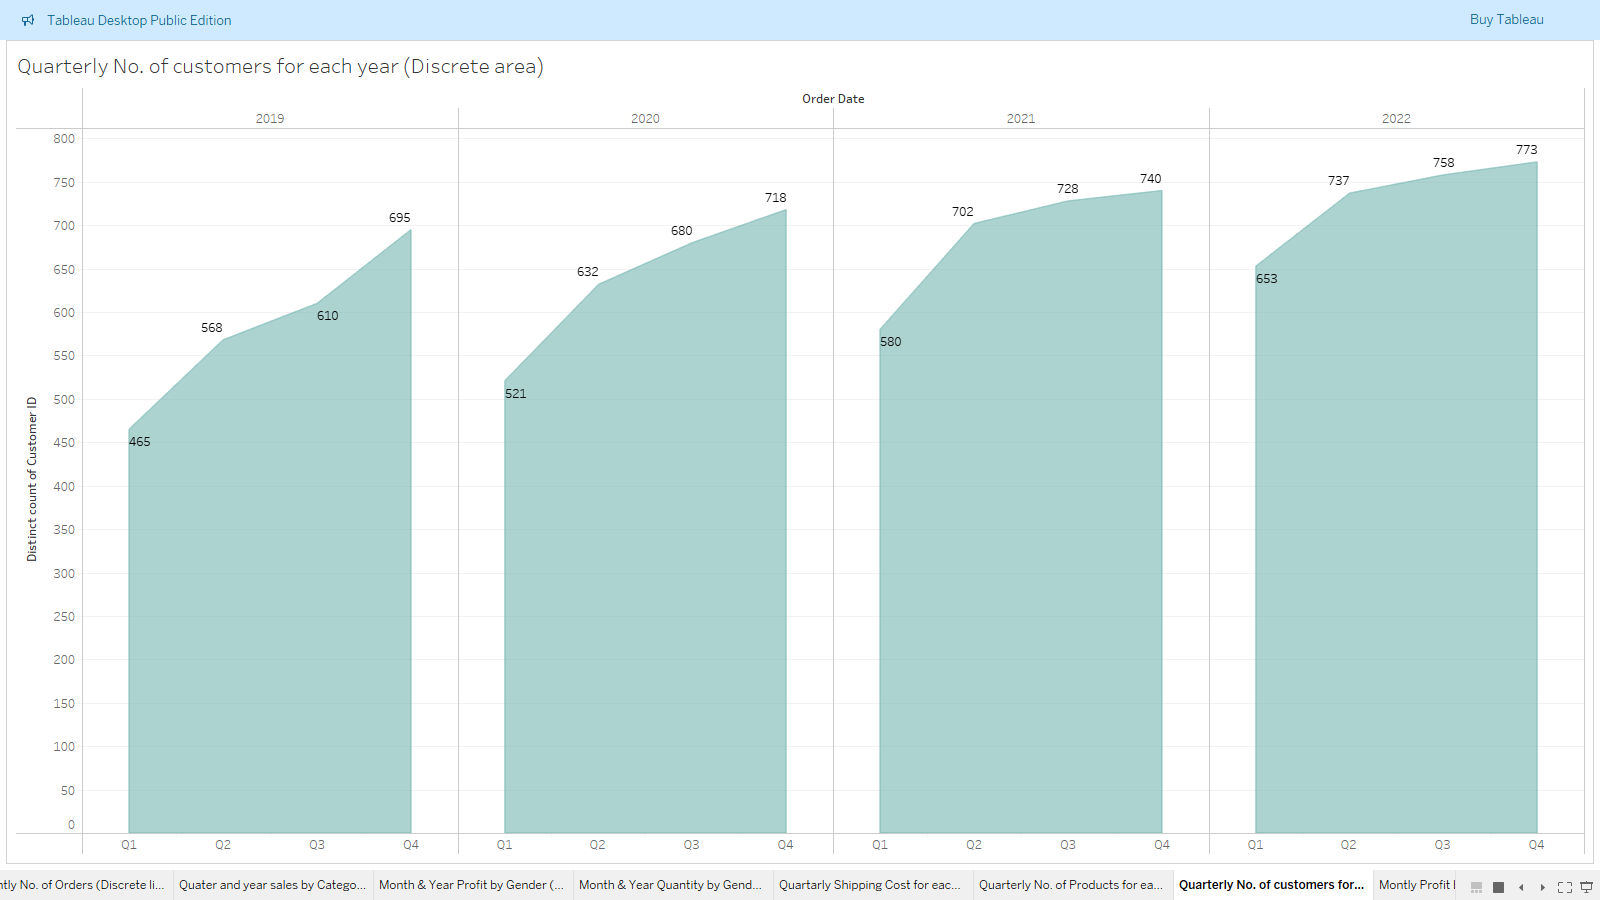 Tableau Desktop Public Edition
Buy Tableau
Quarterly No. of customers for each year (Discrete area)
Order Date
2019 2020 2021 2022
Distinct count of Customer ID
800
750
700
650
600
550
500
450
400
350
300
250
200
150
100
50
0
465 568 610 695
521 632 680 718
580 702 728 740
653 737 758 773
Q1 Q2 Q3 Q4 Q1 Q2 Q3 Q4 Q1 Q2 Q3 Q4 Q1 Q2 Q3 Q4
tly No. of Orders (Discrete li... Quater and year sales by Catego... Month & Year Profit by Gender (... Month & Year Quantity by Gend... Quartarly Shipping Cost for eac... Quarterly No. of Products for ea... Quarterly No. of customers for... Montly Profit